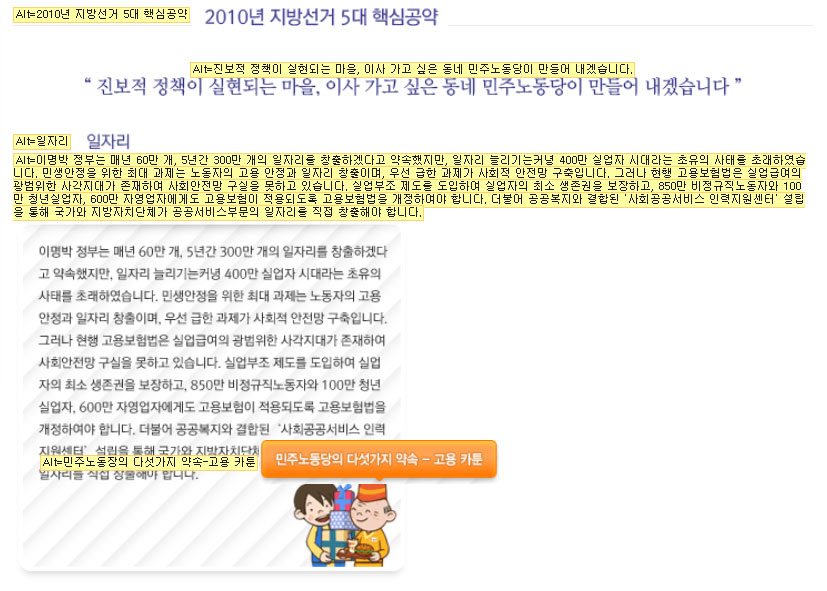 Alt=2010년 지방선거 5대 핵심공약
2010년 지방선거 5대 핵심공약
Alt=진보적 정책이 실현되는 마을, 이사 가고 싶은 동네 민주노동당이 만들어 내겠습니다.
“ 진보적 정책이 실현되는 마을, 이사 가고 싶은 동네 민주노동당이 만들어 내겠습니다 ”
Alt=일자리
일자리
Alt=이명박 정부는 매년 60만 개, 5년간 300만 개의 일자리를 창출하겠다고 약속했지만, 일자리 늘리기는커녕 400만 실업자 시대라는 초유의 사태를 초래하였습니
다. 민생안정을 위한 최대 과제는 노동자의 고용 안정과 일자리 창출이며, 우선 급한 과제가 사회적 안전망 구축입니다. 그러나 현행 고용보험법은 실업급여의
광범위한 사각지대가 존재하여 사회안전망 구실을 못하고 있습니다. 실업부조 제도를 도입하여 실업자의 최소 생존권을 보장하고, 850만 비정규직노동자와 100
만 청년실업자, 600만 자영업자에게도 고용보험이 적용되도록 고용보험법을 개정하여야 합니다. 더불어 공공복지와 결합된 '사회공공서비스 인력지원센터' 설립
을 통해 국가와 지방자치단체가 공공서비스부문의 일자리를 직접 창출해야 합니다.
이명박 정부는 매년 60만 개, 5년간 300만 개의 일자리를 창출하겠다
고 약속했지만, 일자리 늘리기는커녕 400만 실업자 시대라는 초유의
사태를 초래하였습니다. 민생안정을 위한 최대 과제는 노동자의 고용
안정과 일자리 창출이며, 우선 급한 과제가 사회적 안전망 구축입니다.
그러나 현행 고용보험법은 실업급여의 광범위한 사각지대가 존재하여
사회안전망 구실을 못하고 있습니다. 실업부조 제도를 도입하여 실업
자의 최소 생존권을 보장하고, 850만 비정규직노동자와 100만 청년
실업자, 600만 자영업자에게도 고용보험이 적용되도록 고용보험법을
개정하여야 합니다. 더불어 공공복지와 결합된 '사회공공서비스 인력
지원센터' 설립을 통해 국가와 지방자치단체
Alt=민주노동장의 다섯가지 약속-고용 카툰
민주노동당의 다섯가지 약속 – 고용 카툰
일자리를 직접 창출해야 합니다.